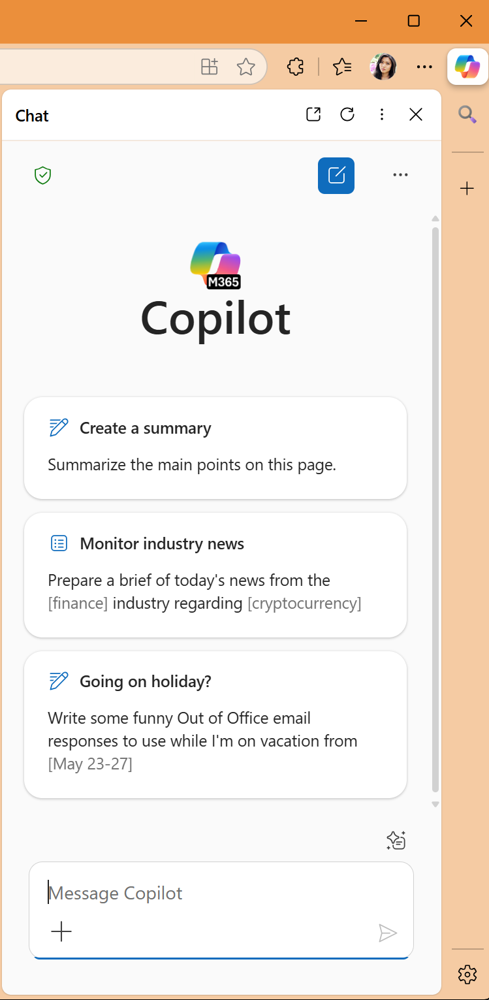 Chat
M365
Copilot
Create a summary
Summarize the main points on this page.
Monitor industry news
Prepare a brief of today's news from the
[finance] industry regarding [cryptocurrency]
Going on holiday?
Write some funny Out of Office email
responses to use while I'm on vacation from
[May 23-27]
Message Copilot